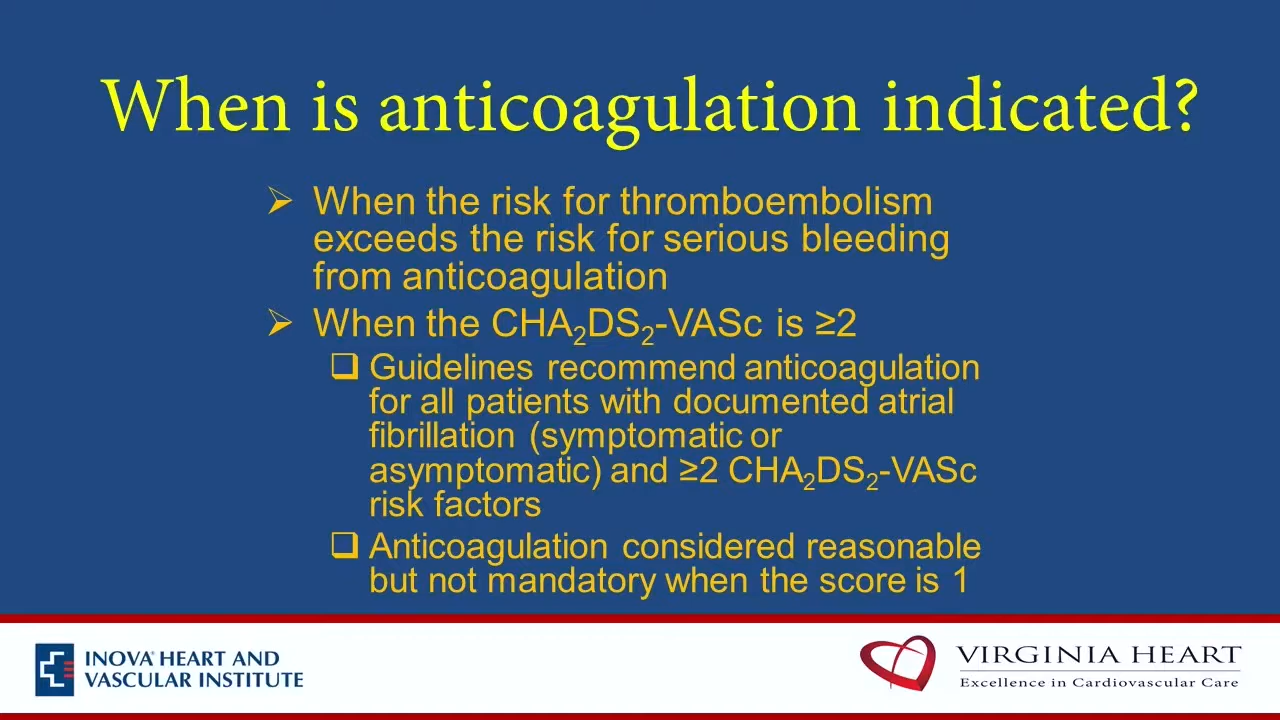 When is anticoagulation indicated?
➢ When the risk for thromboembolism
exceeds the risk for serious bleeding
from anticoagulation
➢ When the CHA₂DS₂-VASc is ≥2
❑ Guidelines recommend anticoagulation
for all patients with documented atrial
fibrillation (symptomatic or
asymptomatic) and ≥2 CHA₂DS₂-VASc
risk factors
❑ Anticoagulation considered reasonable
but not mandatory when the score is 1
INOVA® HEART AND
VASCULAR INSTITUTE
VIRGINIA HEART
Excellence in Cardiovascular Care